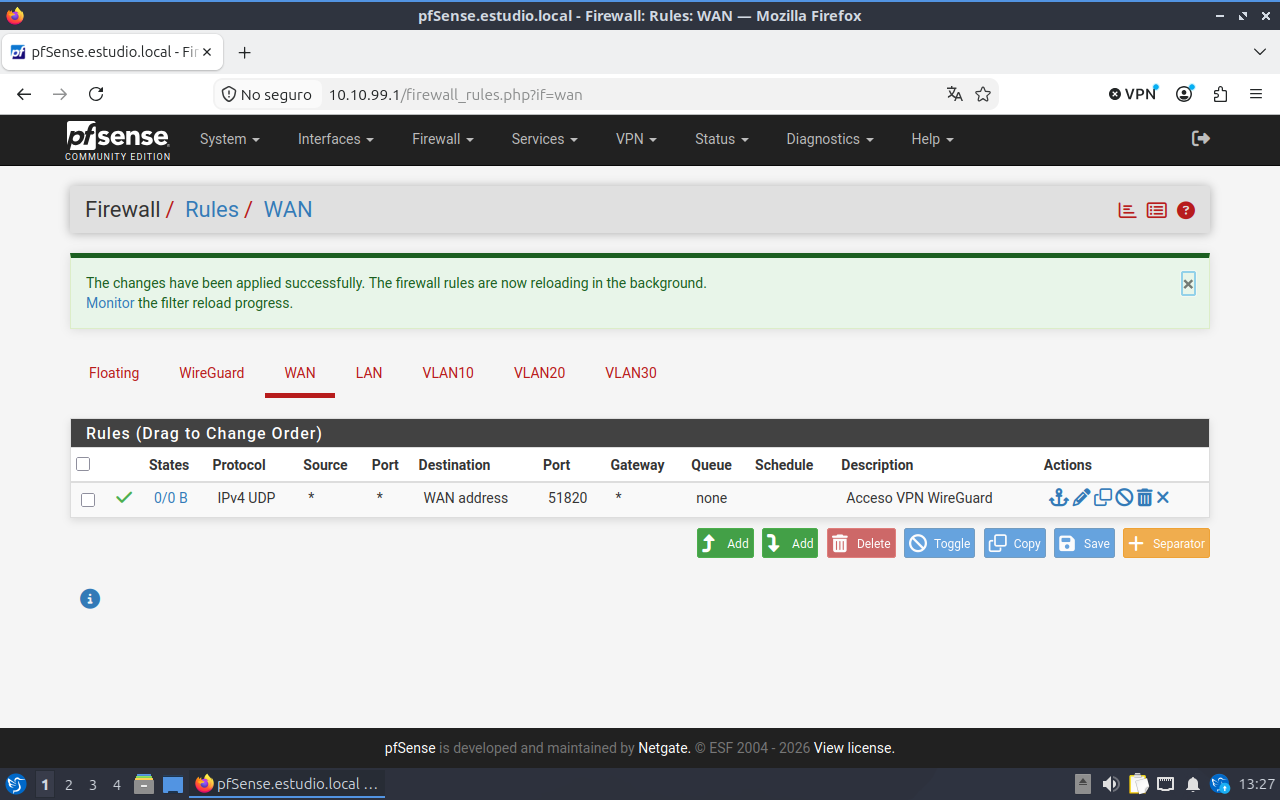 pfSense.estudio.local - Firewall: Rules: WAN — Mozilla Firefox
pfSense.estudio.local - Fir
No seguro 10.10.99.1/firewall_rules.php?if=wan VPN
pfsense COMMUNITY EDITION System Interfaces Firewall Services VPN Status Diagnostics Help
Firewall / Rules / WAN
The changes have been applied successfully. The firewall rules are now reloading in the background.
Monitor the filter reload progress.
Floating WireGuard WAN LAN VLAN10 VLAN20 VLAN30
Rules (Drag to Change Order)
States Protocol Source Port Destination Port Gateway Queue Schedule Description Actions
0/0 B IPv4 UDP * * WAN address 51820 * none Acceso VPN WireGuard
Add Add Delete Toggle Copy Save Separator
pfSense is developed and maintained by Netgate. © ESF 2004 - 2026 View license.
1 2 3 4 pfSense.estudio.local ... 13:27